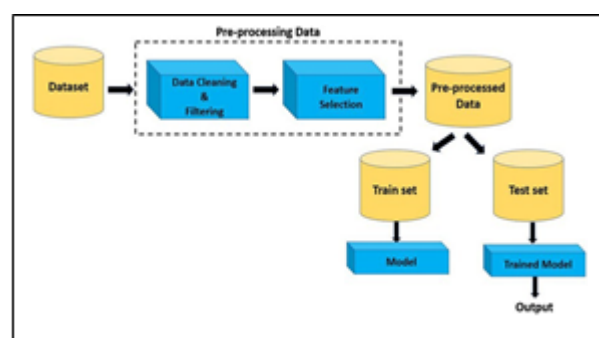 Pre-processing Data
Dataset
Data Cleaning
&
Filtering
Feature
Selection
Pre-processed
Data
Train set
Test set
Model
Trained Model
Output